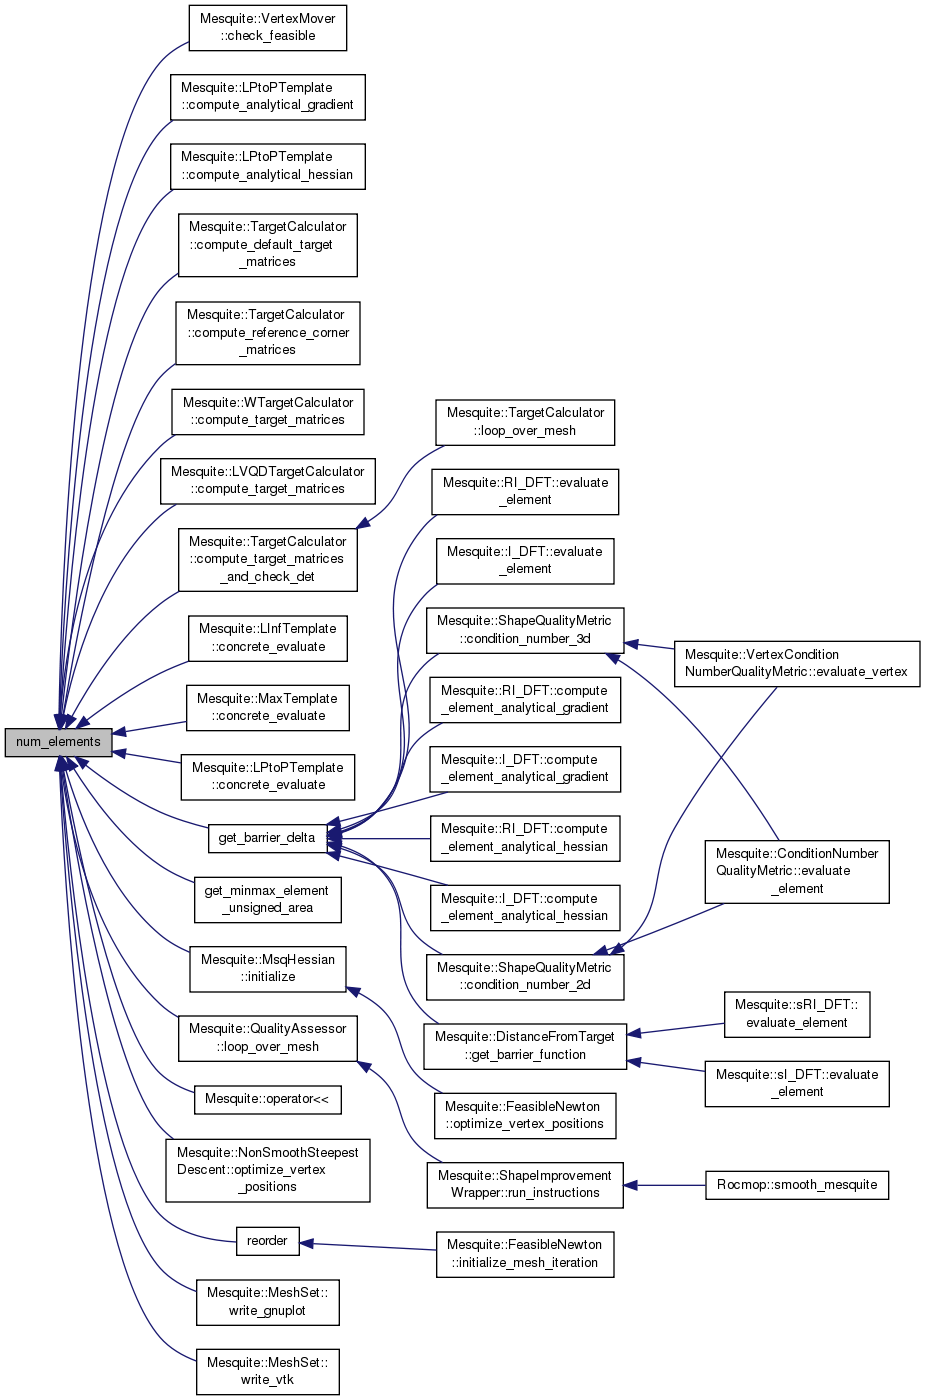 Mesquite::VertexMover
::check_feasible
Mesquite::LPtoPTemplate
::compute_analytical_gradient
Mesquite::LPtoPTemplate
::compute_analytical_hessian
Mesquite::TargetCalculator
::compute_default_target
_matrices
Mesquite::TargetCalculator
::compute_reference_corner
_matrices
Mesquite::WTargetCalculator
::compute_target_matrices
Mesquite::LVQDTargetCalculator
::compute_target_matrices
Mesquite::TargetCalculator
::compute_target_matrices
_and_check_det
Mesquite::LInfTemplate
::concrete_evaluate
Mesquite::MaxTemplate
::concrete_evaluate
num_elements
Mesquite::LPtoPTemplate
::concrete_evaluate
get_barrier_delta
get_minmax_element
_unsigned_area
Mesquite::MsqHessian
::initialize
Mesquite::QualityAssessor
::loop_over_mesh
Mesquite::operator<<
Mesquite::NonSmoothSteepest
Descent::optimize_vertex
_positions
reorder
Mesquite::MeshSet::
write_gnuplot
Mesquite::MeshSet::
write_vtk
Mesquite::TargetCalculator
::loop_over_mesh
Mesquite::RI_DFT::evaluate
_element
Mesquite::I_DFT::evaluate
_element
Mesquite::ShapeQualityMetric
::condition_number_3d
Mesquite::RI_DFT::compute
_element_analytical_gradient
Mesquite::I_DFT::compute
_element_analytical_gradient
Mesquite::RI_DFT::compute
_element_analytical_hessian
Mesquite::I_DFT::compute
_element_analytical_hessian
Mesquite::ShapeQualityMetric
::condition_number_2d
Mesquite::DistanceFromTarget
::get_barrier_function
Mesquite::FeasibleNewton
::optimize_vertex_positions
Mesquite::ShapeImprovement
Wrapper::run_instructions
Mesquite::FeasibleNewton
::initialize_mesh_iteration
Mesquite::VertexCondition
NumberQualityMetric::evaluate_vertex
Mesquite::ConditionNumber
QualityMetric::evaluate
_element
Mesquite::sRI_DFT::
evaluate_element
Mesquite::sI_DFT::evaluate
_element
Rocmop::smooth_mesquite